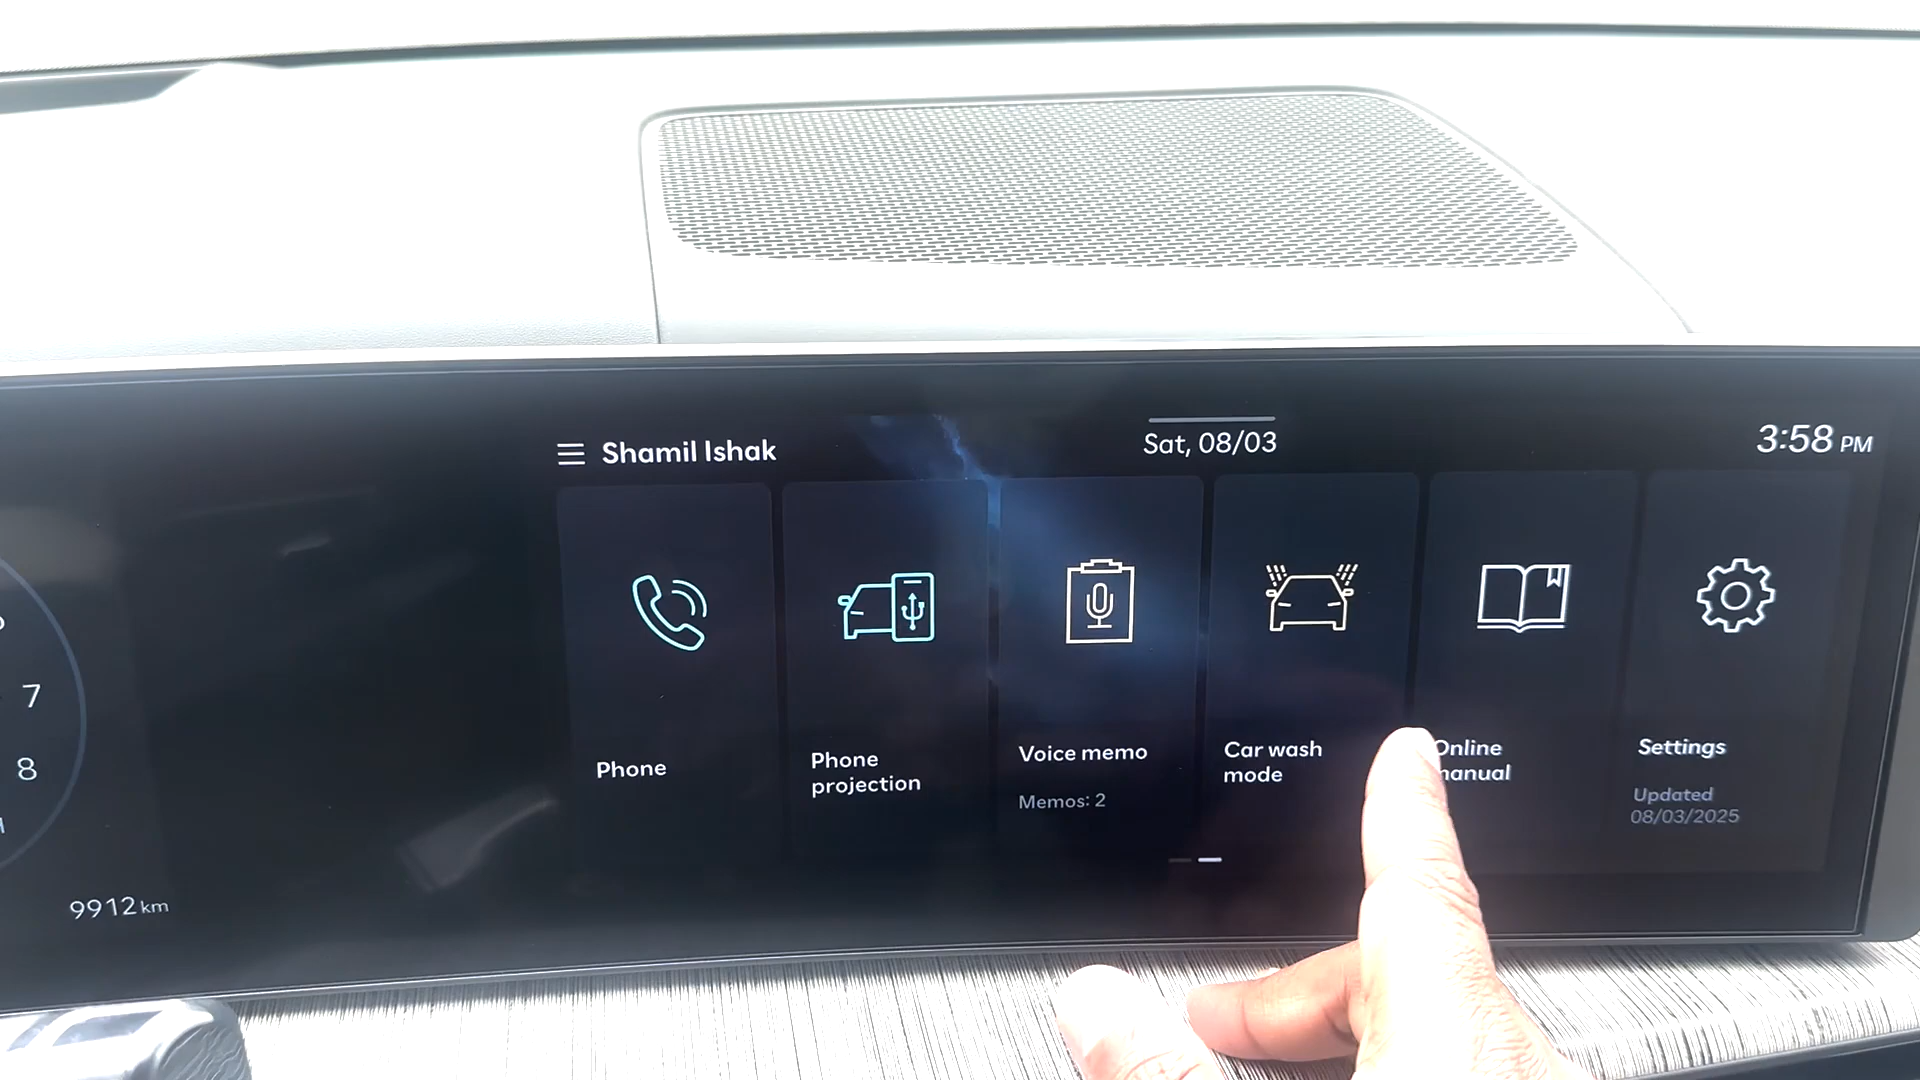 Shamil Ishak
Sat, 08/03
3:58 PM
Phone
Phone
projection
Voice memo
Memos: 2
Car wash
mode
Online
manual
Settings
Updated
08/03/2025
7
8
9912 km